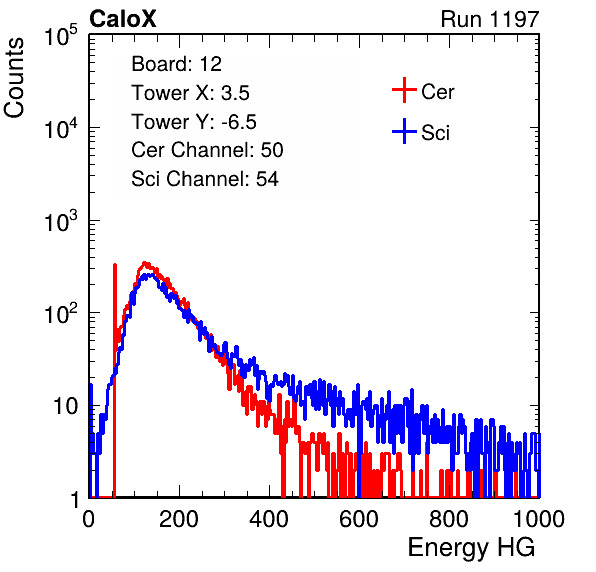 CaloX
Run 1197
Counts
10^5
10^4
10^3
10^2
10
1
Board: 12
Tower X: 3.5
Tower Y: -6.5
Cer Channel: 50
Sci Channel: 54
Cer
Sci
0 200 400 600 800 1000
Energy HG